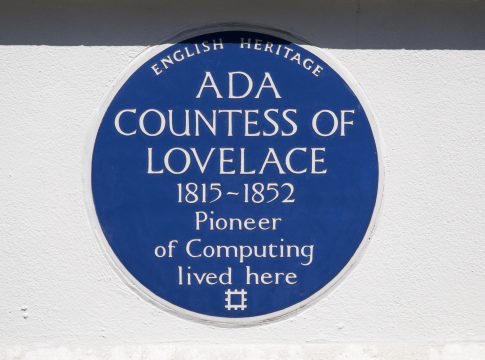 ENGLISH HERITAGE
ADA
COUNTESS OF
LOVELACE
1815~1852
Pioneer
of Computing
lived here